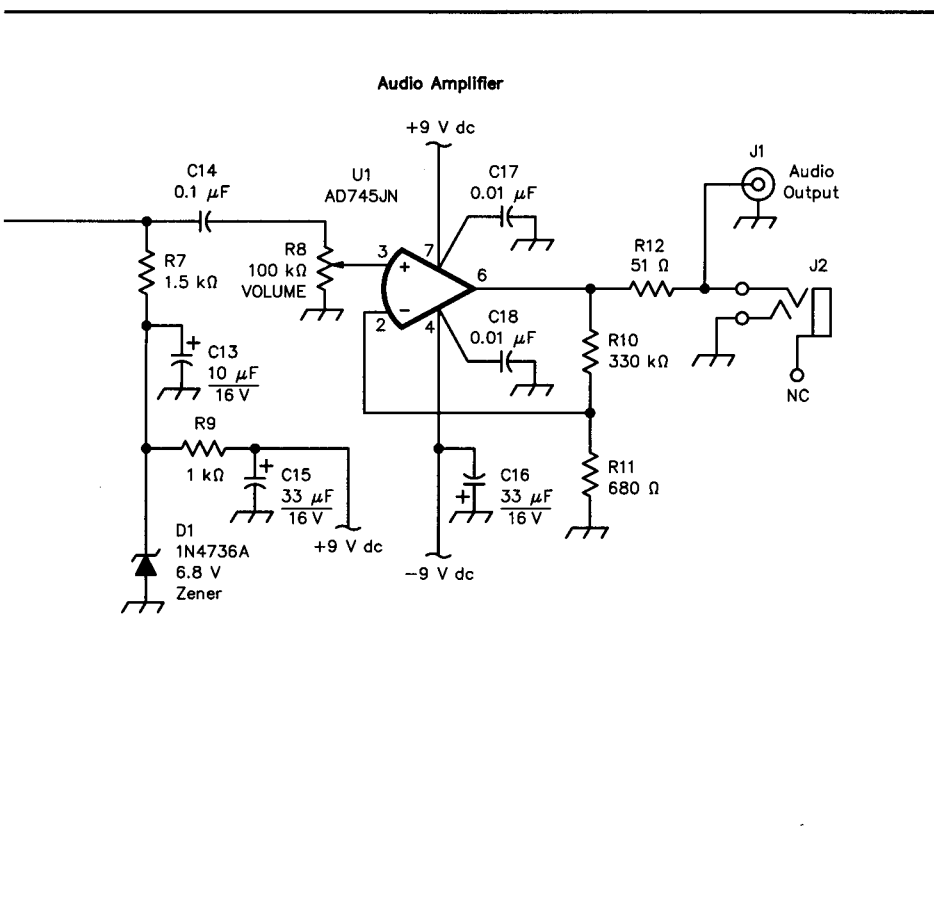 Audio Amplifier
+9 V dc
C14
0.1 μF
U1
AD745JN
C17
0.01 μF
J1
Audio
Output
R7
1.5 kΩ
R8
100 kΩ
VOLUME
3
+
7
6
R12
51 Ω
J2
−
2
4
C18
0.01 μF
R10
330 kΩ
NC
+
C13
10 μF
16 V
R9
1 kΩ
+
C15
33 μF
16 V
+9 V dc
+
C16
33 μF
16 V
R11
680 Ω
−9 V dc
D1
1N4736A
6.8 V
Zener